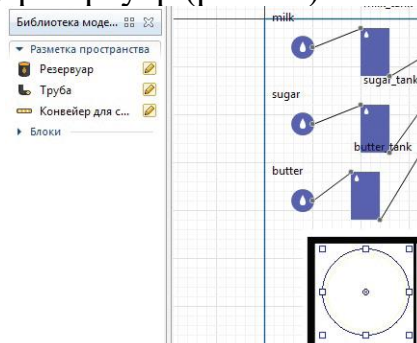 Библиотека моде...
Разметка пространства
Резервуар
Труба
Конвейер для с...
Блоки
milk
sugar
sugar_tank
butter_tank
butter